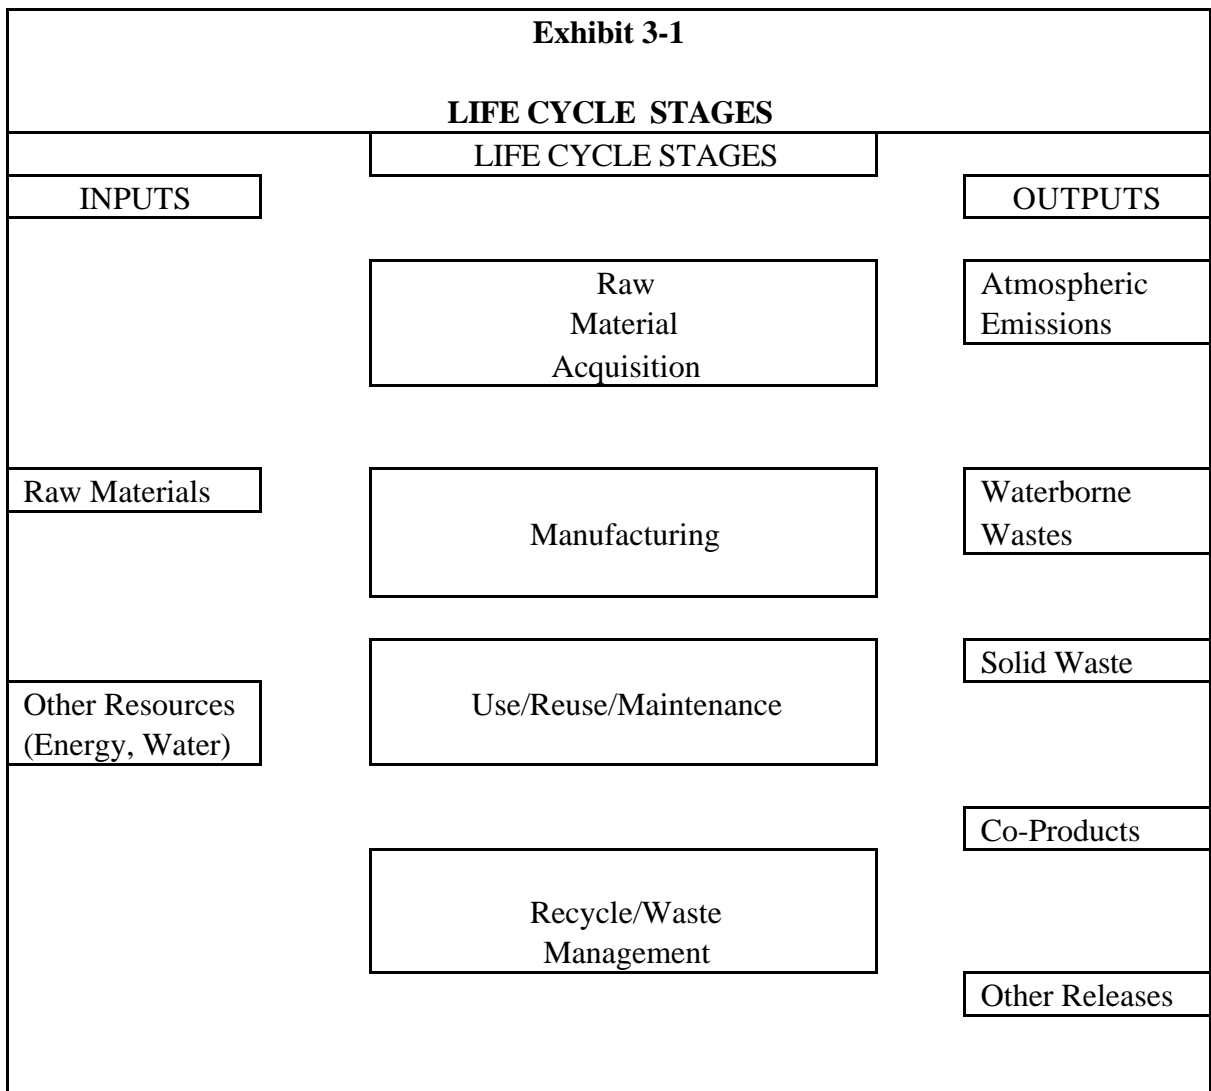 Exhibit 3-1
LIFE CYCLE STAGES
LIFE CYCLE STAGES
INPUTS
OUTPUTS
Raw
Material
Acquisition
Atmospheric
Emissions
Raw Materials
Manufacturing
Waterborne
Wastes
Other Resources
(Energy, Water)
Use/Reuse/Maintenance
Solid Waste
Co-Products
Recycle/Waste
Management
Other Releases